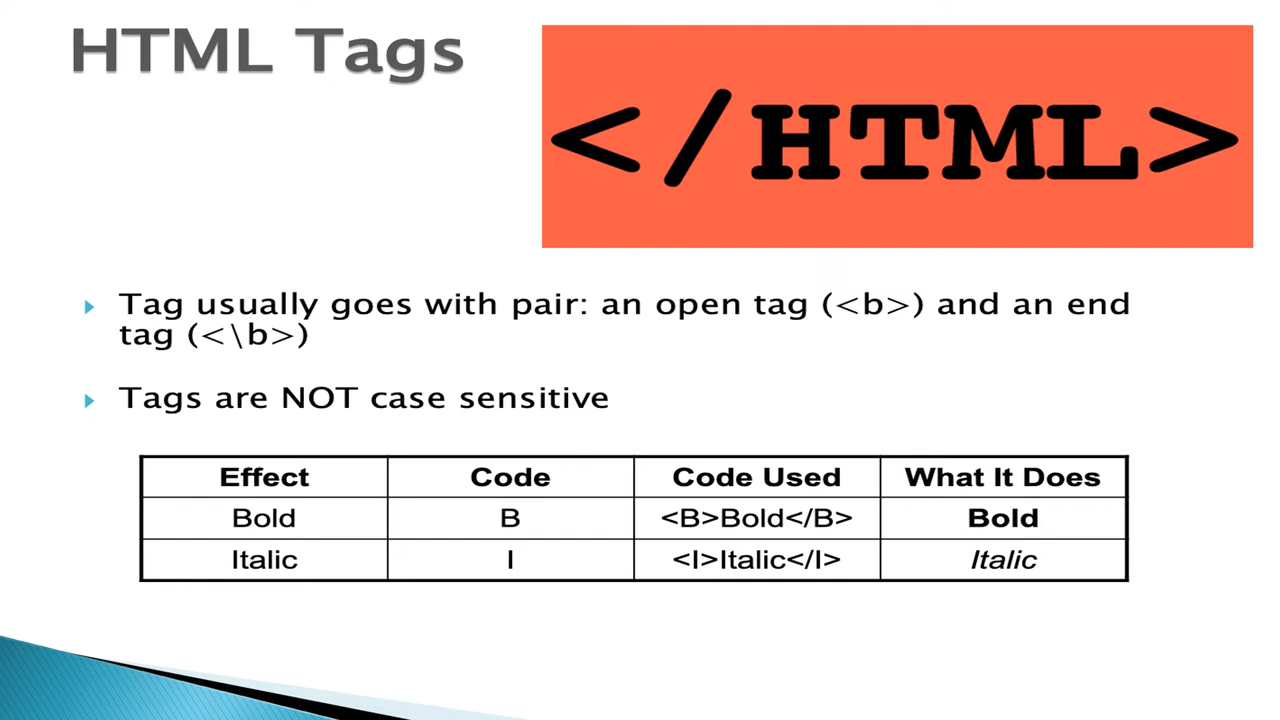 HTML Tags
</HTML>
Tag usually goes with pair: an open tag (<b>) and an end
tag (<\b>)
Tags are NOT case sensitive
Effect Code Code Used What It Does
Bold B <B>Bold</B> Bold
Italic I <I>Italic</I> Italic